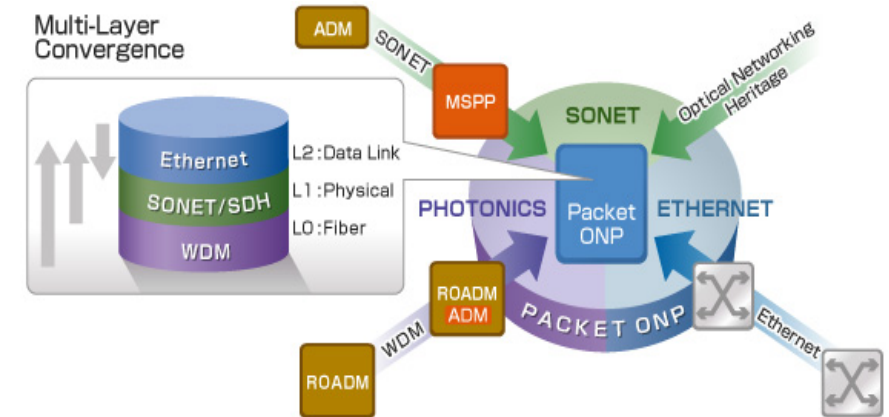 Multi-Layer
Convergence
ADM
SONET
MSPP
Optical Networking
Heritage
SONET
Ethernet
L2:Data Link
SONET/SDH
L1:Physical
WDM
L0:Fiber
PHOTONICS
Packet
ONP
ETHERNET
ROADM
ADM
PACKET ONP
WDM
Ethernet
ROADM